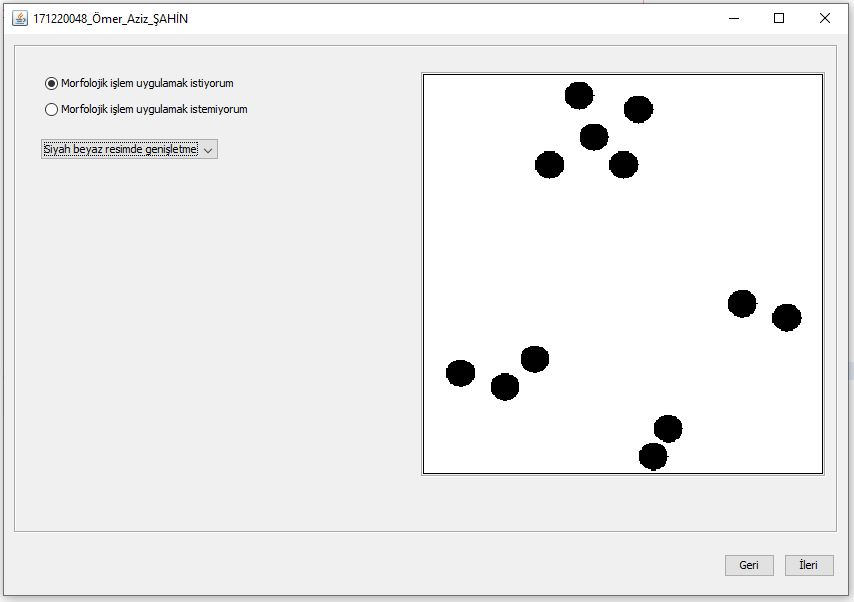 171220048_Ömer_Aziz_ŞAHİN
Morfolojik işlem uygulamak istiyorum
Morfolojik işlem uygulamak istemiyorum
Siyah beyaz resimde genişletme
Geri
İleri